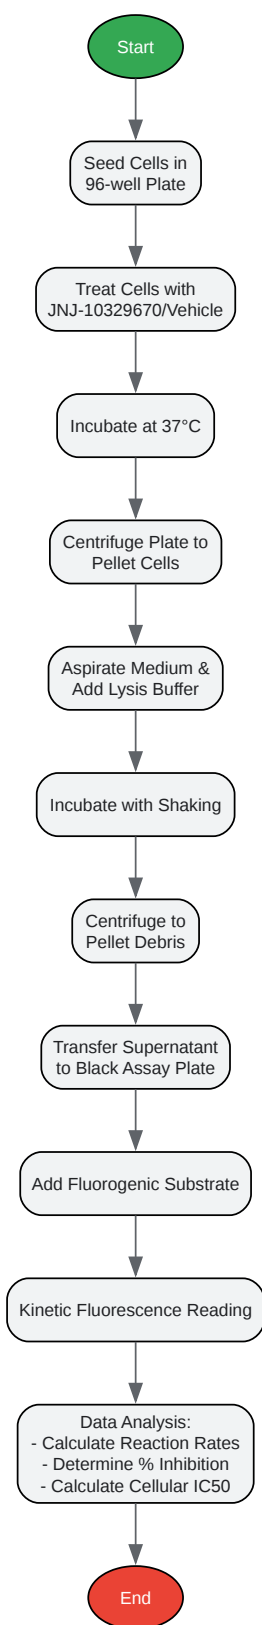 Start
Seed Cells in
96-well Plate
Treat Cells with
JNJ-10329670/Vehicle
Incubate at 37°C
Centrifuge Plate to
Pellet Cells
Aspirate Medium &
Add Lysis Buffer
Incubate with Shaking
Centrifuge to
Pellet Debris
Transfer Supernatant
to Black Assay Plate
Add Fluorogenic Substrate
Kinetic Fluorescence Reading
Data Analysis:
- Calculate Reaction Rates
- Determine % Inhibition
- Calculate Cellular IC50
End